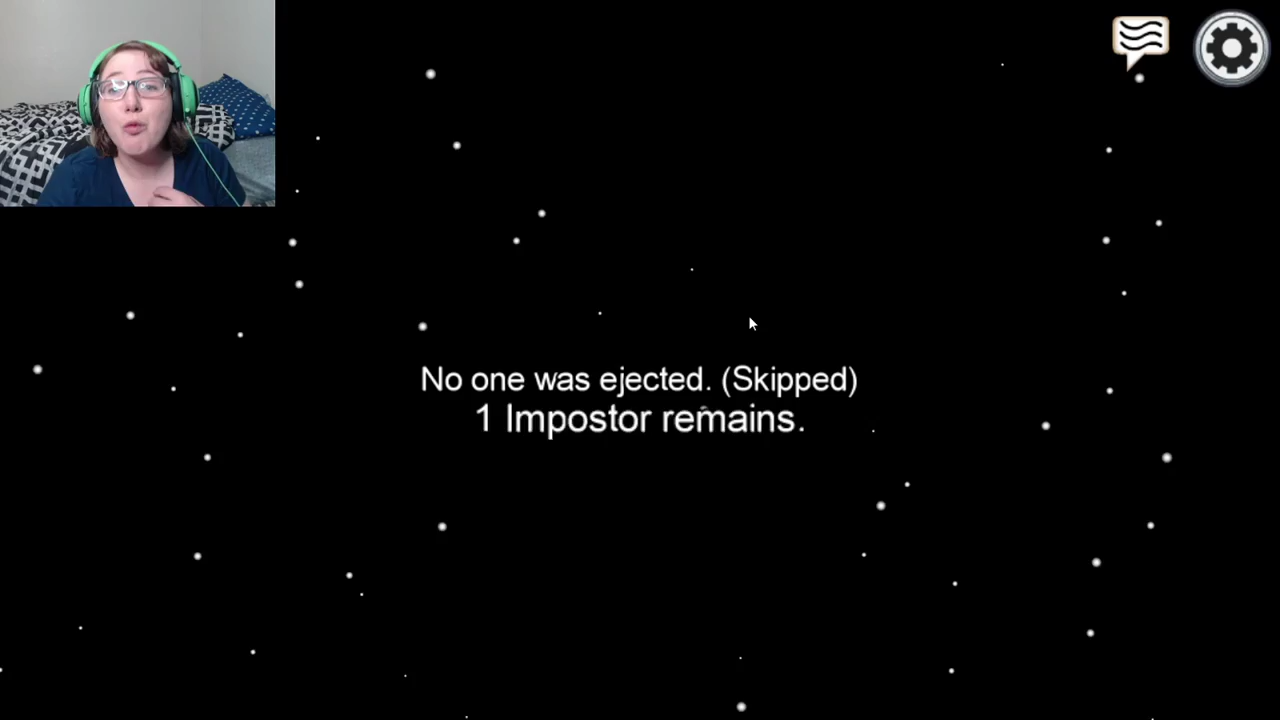 No one was ejected. (Skipped)
1 Impostor remains.